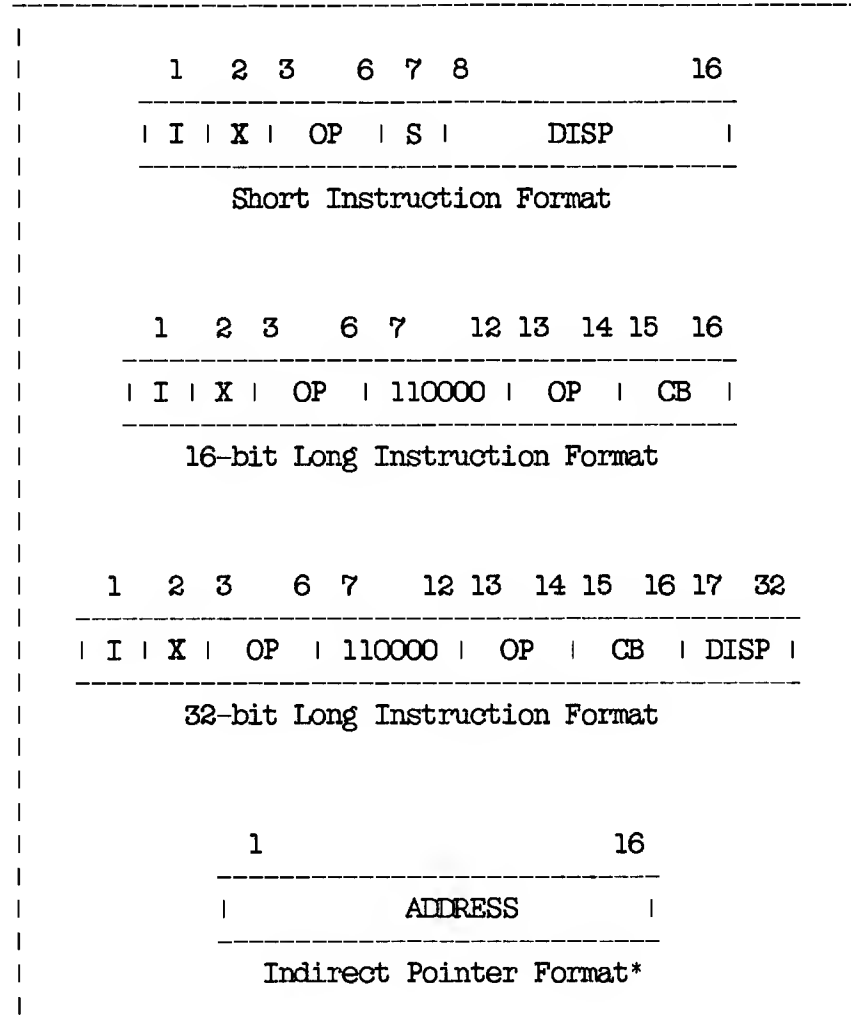 1 2 3 6 7 8 16
| I | X | OP | S | DISP |
Short Instruction Format
1 2 3 6 7 12 13 14 15 16
| I | X | OP | 110000 | OP | CB |
16-bit Long Instruction Format
1 2 3 6 7 12 13 14 15 16 17 32
| I | X | OP | 110000 | OP | CB | DISP |
32-bit Long Instruction Format
1 16
| ADDRESS |
Indirect Pointer Format*